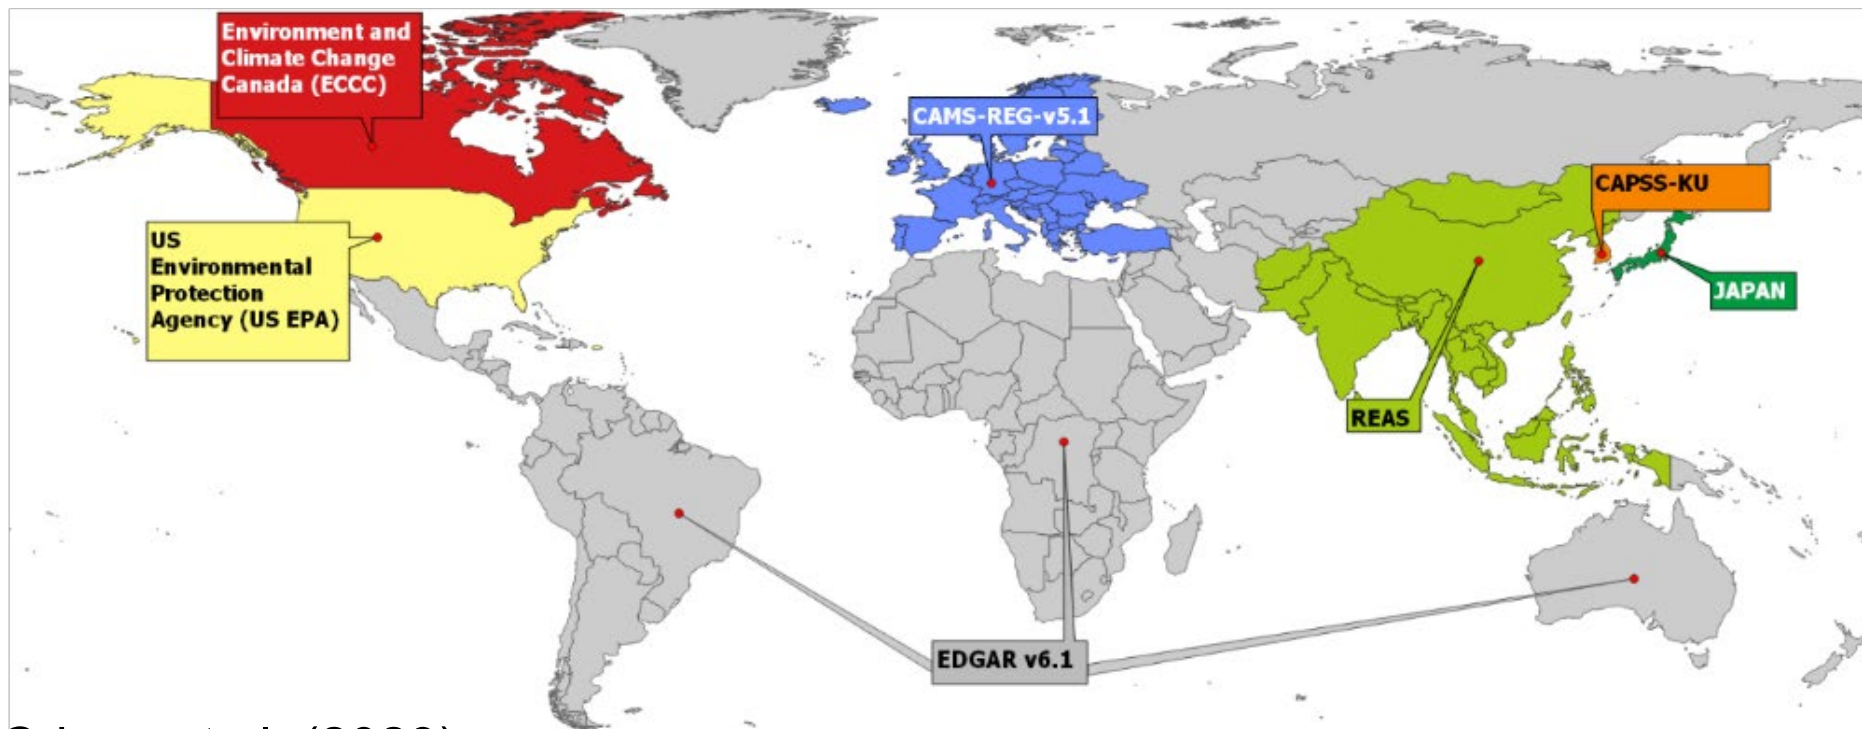 Environment and
Climate Change
Canada (ECCC)
CAMS-REG-v5.1
CAPSS-KU
US
Environmental
Protection
Agency (US EPA)
JAPAN
REAS
EDGAR v6.1